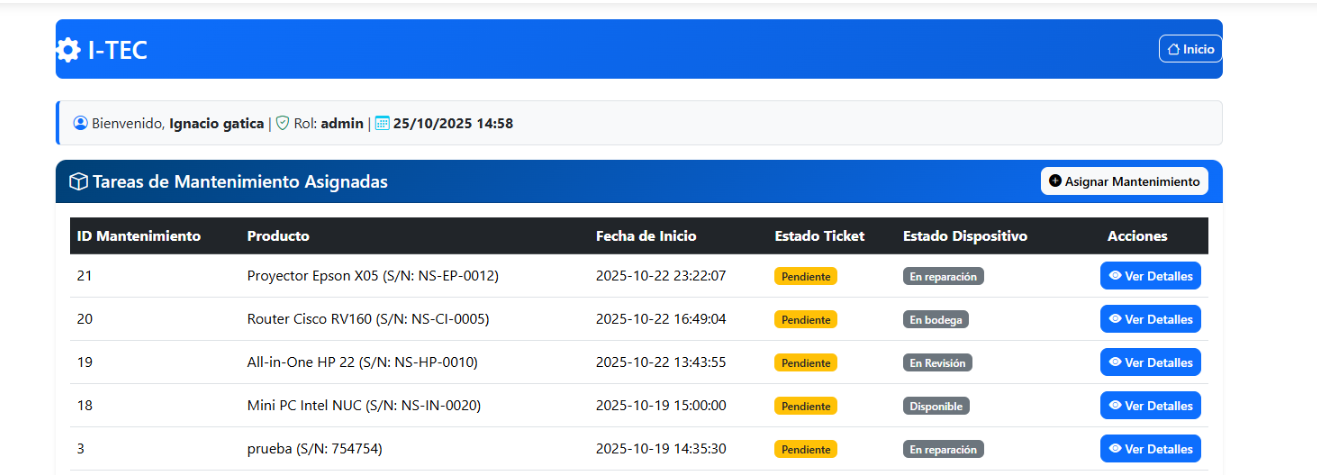 I-TEC
Inicio
Bienvenido, Ignacio gatica | Rol: admin | 25/10/2025 14:58
Tareas de Mantenimiento Asignadas
Asignar Mantenimiento
ID Mantenimiento Producto Fecha de Inicio Estado Ticket Estado Dispositivo Acciones
21 Proyector Epson X05 (S/N: NS-EP-0012) 2025-10-22 23:22:07 Pendiente En reparación Ver Detalles
20 Router Cisco RV160 (S/N: NS-CI-0005) 2025-10-22 16:49:04 Pendiente En bodega Ver Detalles
19 All-in-One HP 22 (S/N: NS-HP-0010) 2025-10-22 13:43:55 Pendiente En Revisión Ver Detalles
18 Mini PC Intel NUC (S/N: NS-IN-0020) 2025-10-19 15:00:00 Pendiente Disponible Ver Detalles
3 prueba (S/N: 754754) 2025-10-19 14:35:30 Pendiente En reparación Ver Detalles